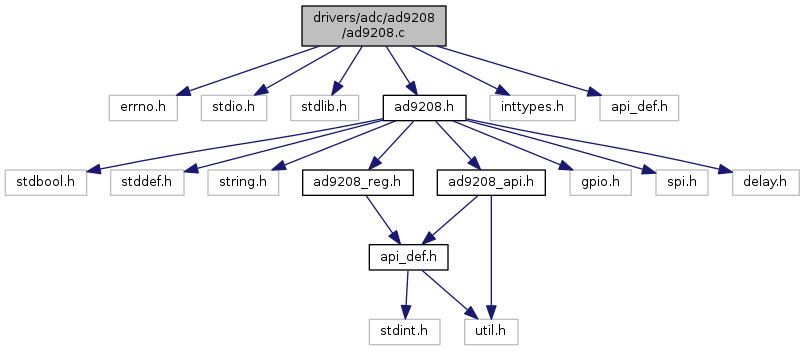 drivers/adc/ad9208
/ad9208.c
errno.h
stdio.h
stdlib.h
ad9208.h
inttypes.h
api_def.h
stdbool.h
stddef.h
string.h
ad9208_reg.h
ad9208_api.h
gpio.h
spi.h
delay.h
api_def.h
stdint.h
util.h